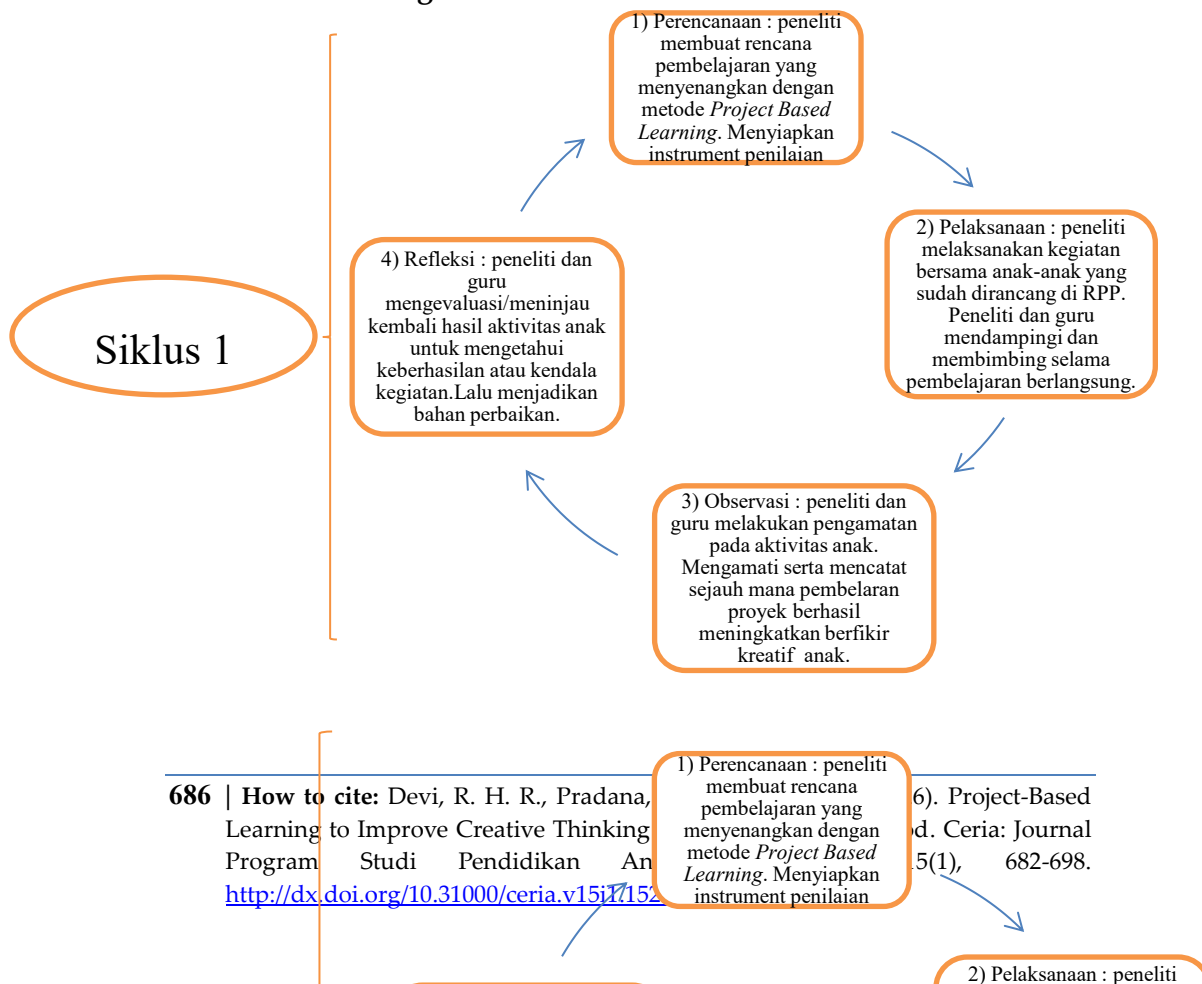 1) Perencanaan : peneliti
membuat rencana
pembelajaran yang
menyenangkan dengan
metode Project Based
Learning. Menyiapkan
instrument penilaian
2) Pelaksanaan : peneliti
melaksanakan kegiatan
bersama anak-anak yang
sudah dirancang di RPP.
Peneliti dan guru
mendampingi dan
membimbing selama
pembelajaran berlangsung.
4) Refleksi : peneliti dan
guru
mengevaluasi/meninjau
kembali hasil aktivitas anak
untuk mengetahui
keberhasilan atau kendala
kegiatan.Lalu menjadikan
bahan perbaikan.
Siklus 1
3) Observasi : peneliti dan
guru melakukan pengamatan
pada aktivitas anak.
Mengamati serta mencatat
sejauh mana pembelaran
proyek berhasil
meningkatkan berfikir
kreatif anak.
1) Perencanaan : peneliti
membuat rencana
pembelajaran yang
menyenangkan dengan
metode Project Based
Learning. Menyiapkan
instrument penilaian
686 | How to cite: Devi, R. H. R., Pradana, 6). Project-Based
Learning to Improve Creative Thinking d. Ceria: Journal
Program Studi Pendidikan An 5(1), 682-698.
http://dx.doi.org/10.31000/ceria.v15i1.152
2) Pelaksanaan : peneliti